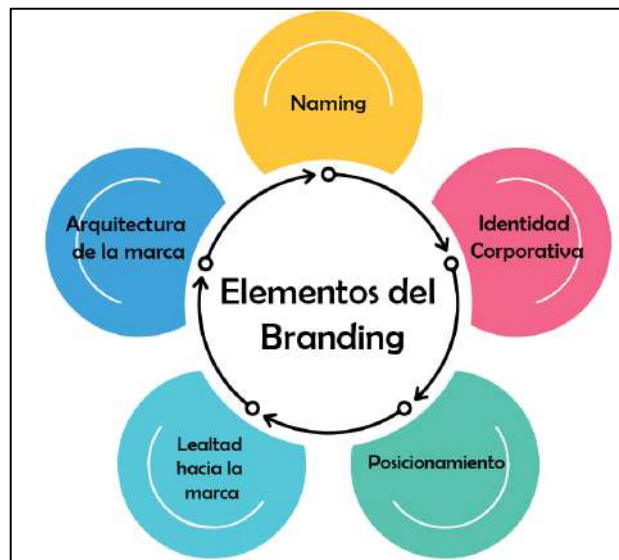 Naming
Identidad
Corporativa
Posicionamiento
Lealtad
hacia la
marca
Arquitectura
de la marca
Elementos del
Branding